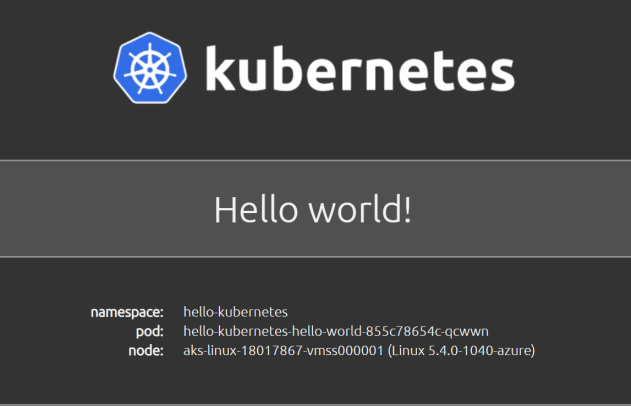 kubernetes
Hello world!
namespace: hello-kubernetes
pod: hello-kubernetes-hello-world-855c78654c-qcwwn
node: aks-linux-18017867-vmss000001 (Linux 5.4.0-1040-azure)